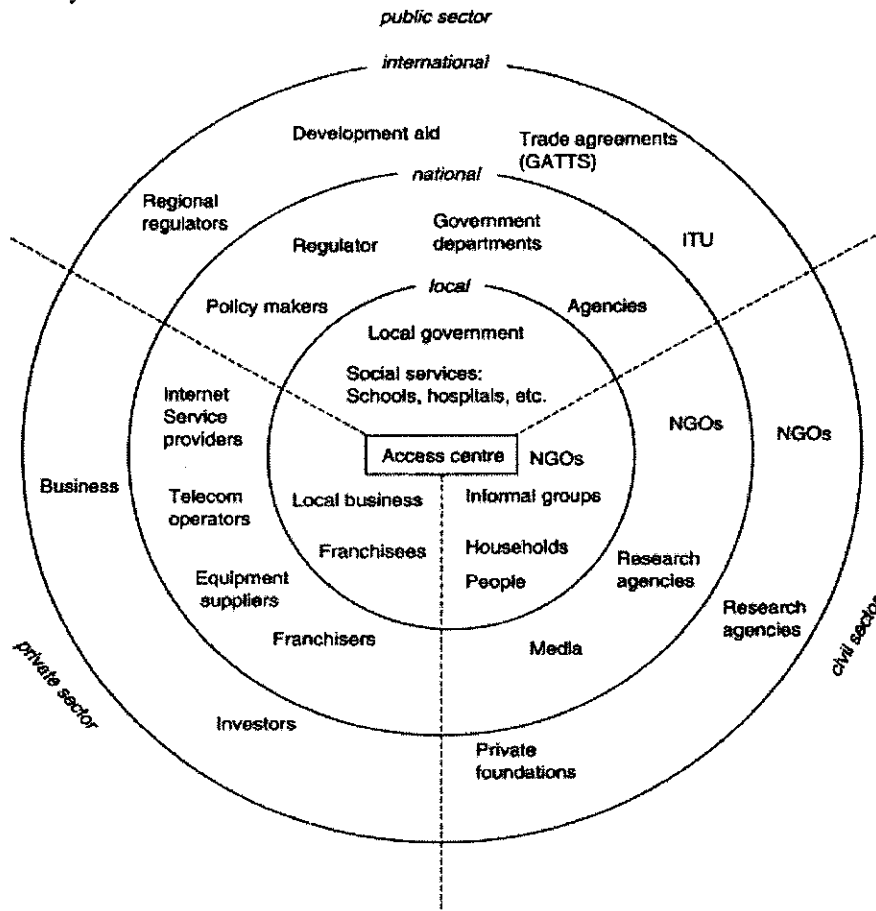 public sector
international
Development aid
Trade agreements
(GATTS)
national
Regional
regulators
Government
departments
Regulator
ITU
local
Policy makers
Agencies
Local government
Social services:
Schools, hospitals, etc.
Internet
Service
providers
NGOs
NGOs
Access centre
NGOs
Business
Telecom
operators
Local business
Informal groups
Franchisees
Households
People
Equipment
suppliers
Research
agencies
Research
agencies
Franchisers
Media
private sector
civil sector
Investors
Private
foundations